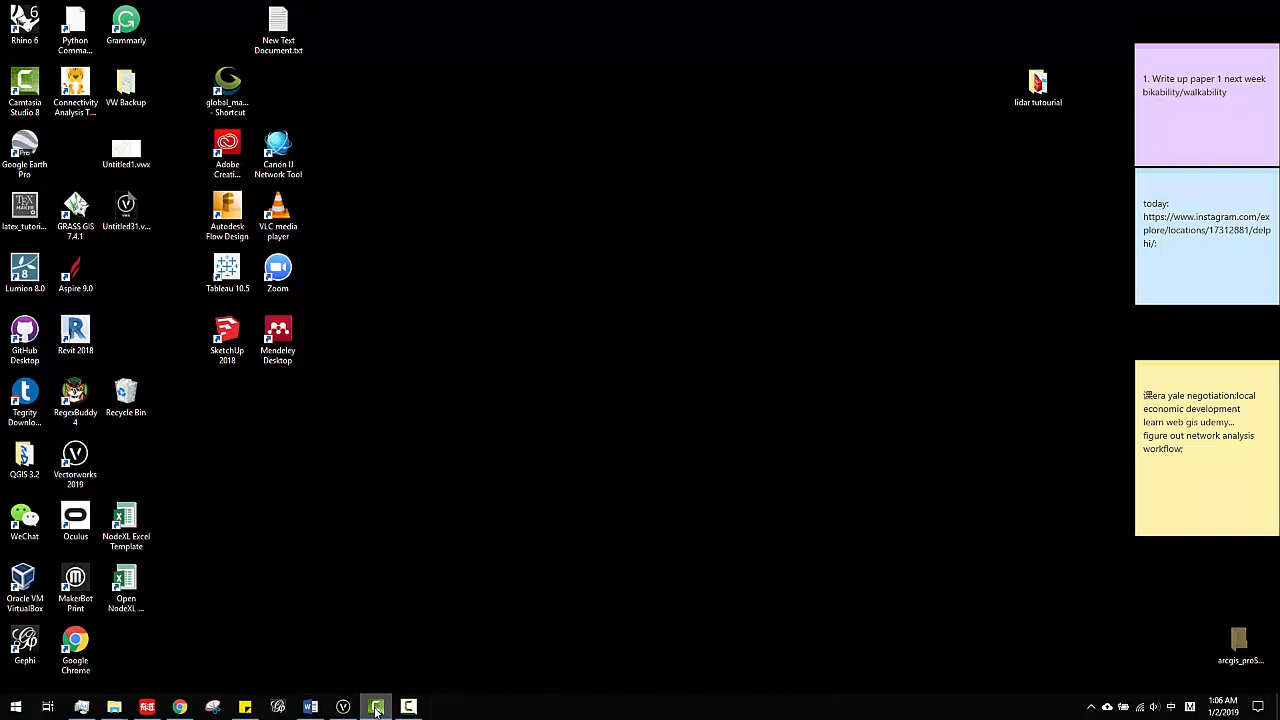 Rhino 6
Python
Comma...
Grammarly
New Text
Document.txt
Camtasia
Studio 8
Connectivity
Analysis T...
VW Backup
global_ma...
- Shortcut
lidar tutourial
Google Earth
Pro
Untitled1.vwx
Adobe
Creati...
Canon IJ
Network Tool
latex_tutori...
GRASS GIS
7.4.1
Untitled31.v...
Autodesk
Flow Design
VLC media
player
Lumion 8.0
Aspire 9.0
Tableau 10.5
Zoom
GitHub
Desktop
Revit 2018
SketchUp
2018
Mendeley
Desktop
Tegrity
Downlo...
RegexBuddy
4
Recycle Bin
QGIS 3.2
Vectorworks
2019
WeChat
Oculus
NodeXL Excel
Template
Oracle VM
VirtualBox
MakerBot
Print
Open
NodeXL ...
Gephi
Google
Chrome
1. Write up paper 1 next week
bikability/walkability
today:
https://www.instagram.com/ex
plore/locations/17312881/delp
hi/:
课era yale negotiation:local
economic development
learn web gis udemy...
figure out network analysis
workflow;
arcgis_proS...
中
1:06 AM
1/2/2019